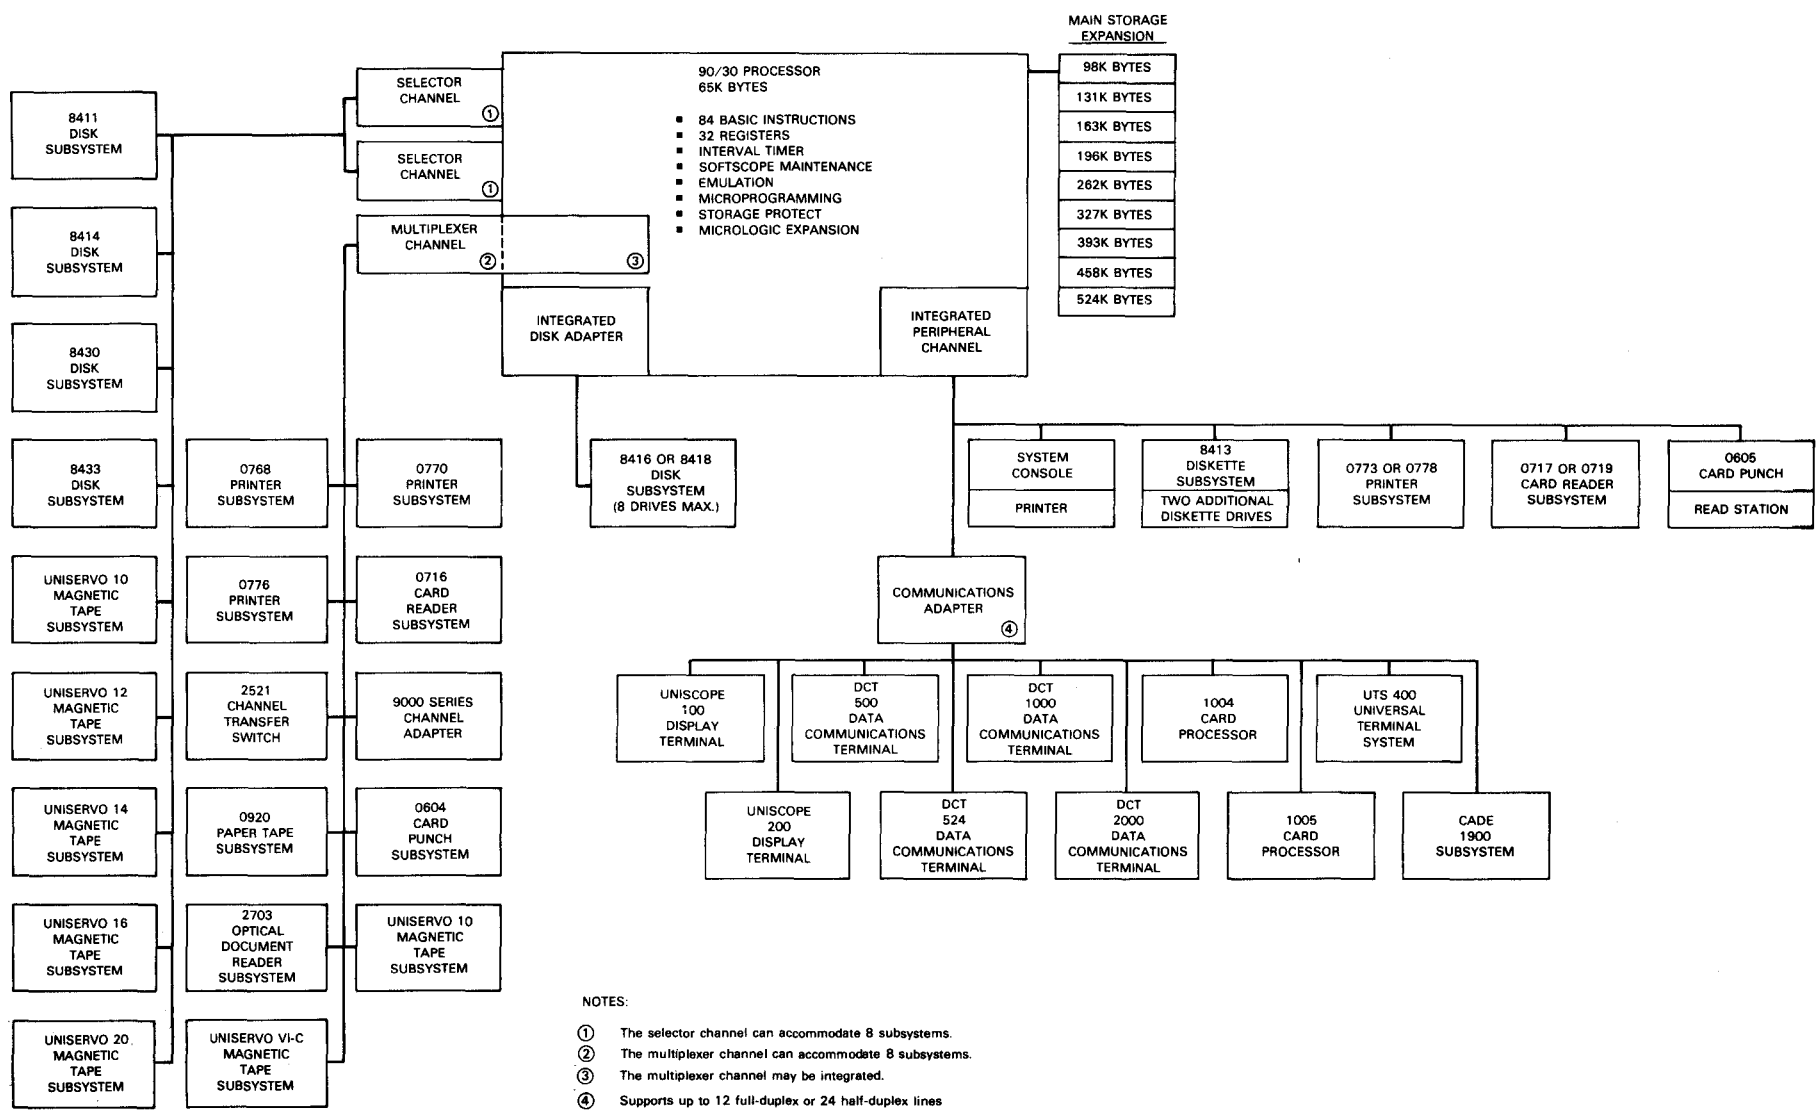 MAIN STORAGE
EXPANSION
98K BYTES
131K BYTES
163K BYTES
196K BYTES
262K BYTES
327K BYTES
393K BYTES
458K BYTES
524K BYTES
90/30 PROCESSOR
65K BYTES
▪ 84 BASIC INSTRUCTIONS
▪ 32 REGISTERS
▪ INTERVAL TIMER
▪ SOFTSCOPE MAINTENANCE
▪ EMULATION
▪ MICROPROGRAMMING
▪ STORAGE PROTECT
▪ MICROLOGIC EXPANSION
SELECTOR
CHANNEL
①
SELECTOR
CHANNEL
①
MULTIPLEXER
CHANNEL
②
③
INTEGRATED
DISK ADAPTER
INTEGRATED
PERIPHERAL
CHANNEL
8411
DISK
SUBSYSTEM
8414
DISK
SUBSYSTEM
8430
DISK
SUBSYSTEM
8433
DISK
SUBSYSTEM
UNISERVO 10
MAGNETIC
TAPE
SUBSYSTEM
UNISERVO 12
MAGNETIC
TAPE
SUBSYSTEM
UNISERVO 14
MAGNETIC
TAPE
SUBSYSTEM
UNISERVO 16
MAGNETIC
TAPE
SUBSYSTEM
UNISERVO 20
MAGNETIC
TAPE
SUBSYSTEM
0768
PRINTER
SUBSYSTEM
0776
PRINTER
SUBSYSTEM
2521
CHANNEL
TRANSFER
SWITCH
0920
PAPER TAPE
SUBSYSTEM
2703
OPTICAL
DOCUMENT
READER
SUBSYSTEM
UNISERVO VI-C
MAGNETIC
TAPE
SUBSYSTEM
0770
PRINTER
SUBSYSTEM
0716
CARD
READER
SUBSYSTEM
9000 SERIES
CHANNEL
ADAPTER
0604
CARD
PUNCH
SUBSYSTEM
UNISERVO 10
MAGNETIC
TAPE
SUBSYSTEM
8416 OR 8418
DISK
SUBSYSTEM
(8 DRIVES MAX.)
SYSTEM
CONSOLE
PRINTER
8413
DISKETTE
SUBSYSTEM
TWO ADDITIONAL
DISKETTE DRIVES
0773 OR 0778
PRINTER
SUBSYSTEM
0717 OR 0719
CARD READER
SUBSYSTEM
0605
CARD PUNCH
READ STATION
COMMUNICATIONS
ADAPTER
④
UNISCOPE
100
DISPLAY
TERMINAL
DCT
500
DATA
COMMUNICATIONS
TERMINAL
DCT
1000
DATA
COMMUNICATIONS
TERMINAL
1004
CARD
PROCESSOR
UTS 400
UNIVERSAL
TERMINAL
SYSTEM
UNISCOPE
200
DISPLAY
TERMINAL
DCT
524
DATA
COMMUNICATIONS
TERMINAL
DCT
2000
DATA
COMMUNICATIONS
TERMINAL
1005
CARD
PROCESSOR
CADE
1900
SUBSYSTEM
NOTES:
① The selector channel can accommodate 8 subsystems.
② The multiplexer channel can accommodate 8 subsystems.
③ The multiplexer channel may be integrated.
④ Supports up to 12 full-duplex or 24 half-duplex lines